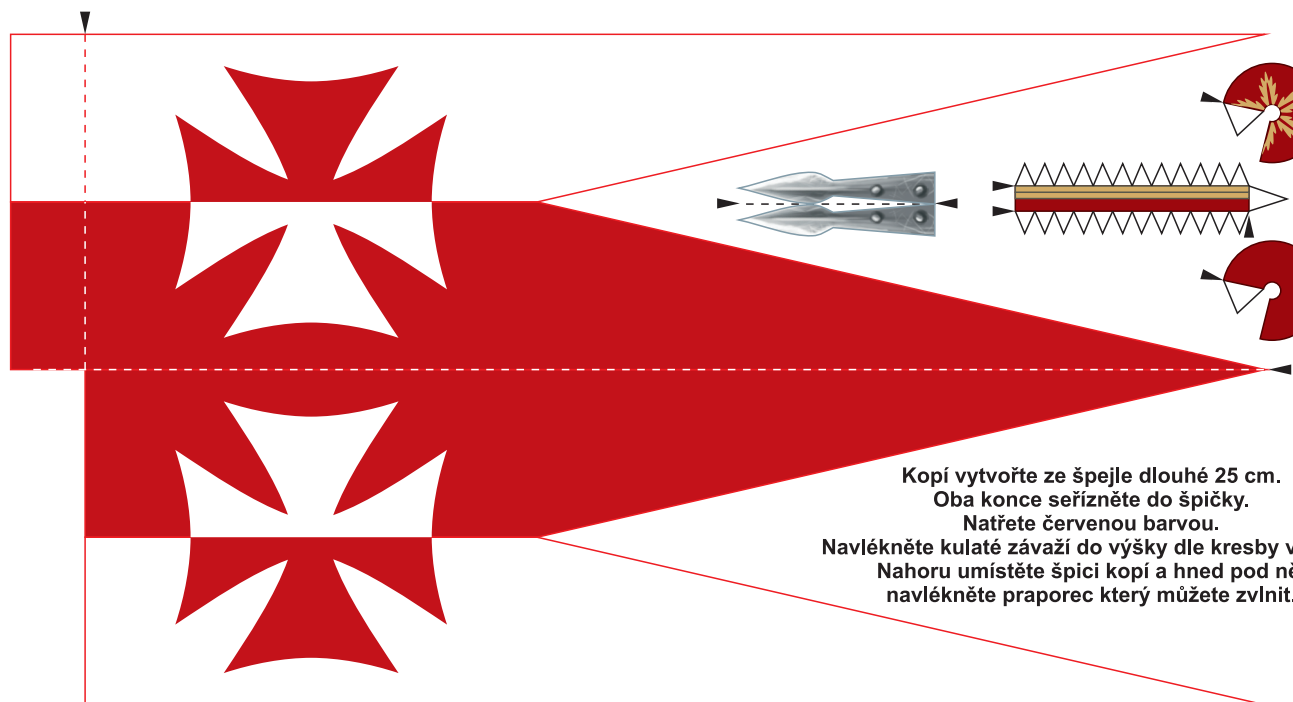 Kopí vytvořte ze špejle dlouhé 25 cm.
Oba konce seřízněte do špičky.
Natřete červenou barvou.
Navlékněte kulaté závaží do výšky dle kresby v
Nahoru umístěte špici kopí a hned pod
navlékněte praporec který můžete zvlnit.